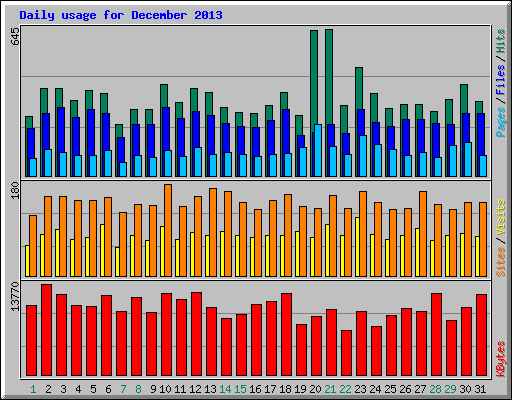 Daily usage for December 2013
645
Pages / Files / Hits
180
Sites / Visits
13770
KBytes
1 2 3 4 5 6 7 8 9 10 11 12 13 14 15 16 17 18 19 20 21 22 23 24 25 26 27 28 29 30 31